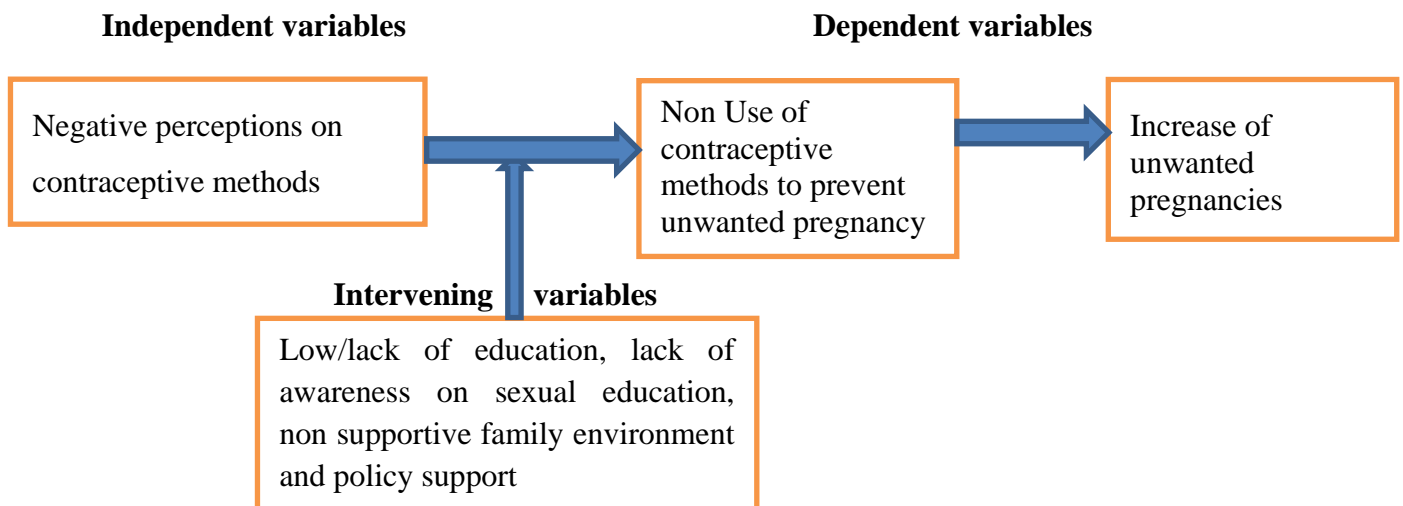 Independent variables
Dependent variables
Negative perceptions on
contraceptive methods
Non Use of
contraceptive
methods to prevent
unwanted pregnancy
Increase of
unwanted
pregnancies
Intervening variables
Low/lack of education, lack of
awareness on sexual education,
non supportive family environment
and policy support